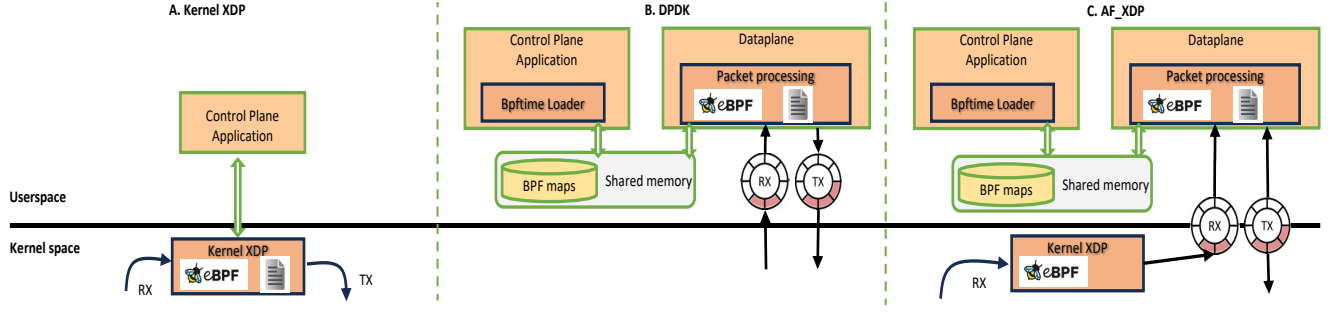 A. Kernel XDP
Control Plane
Application
Userspace
Kernel space
Kernel XDP
eBPF
RX
TX
B. DPDK
Control Plane
Application
Bpftime Loader
Dataplane
Packet processing
eBPF
BPF maps
Shared memory
RX
TX
C. AF_XDP
Control Plane
Application
Bpftime Loader
Dataplane
Packet processing
eBPF
BPF maps
Shared memory
RX
TX
Kernel XDP
eBPF
RX